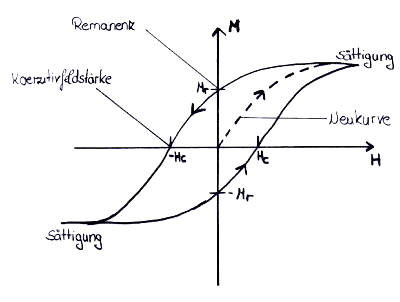 Remanenz
M
Sättigung
Koerzitivfeldstärke
Mr
Neukurve
-Hc
Hc
H
-Mr
Sättigung